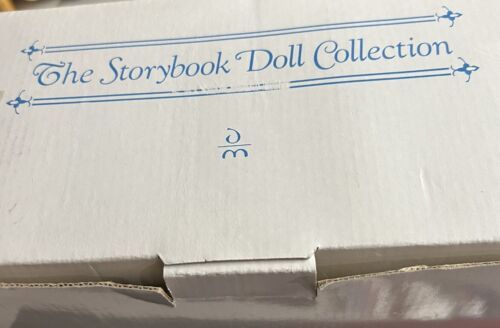 The Storybook Doll Collection